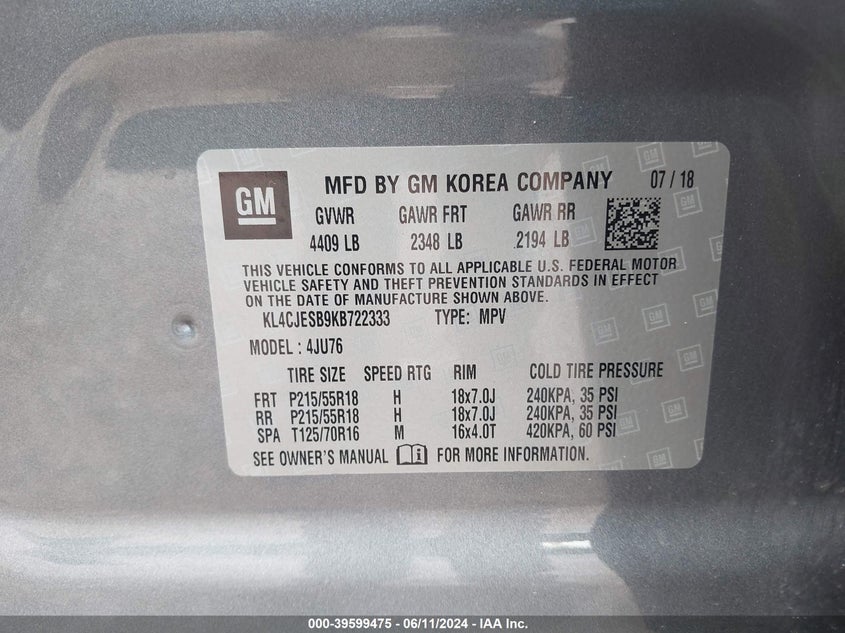 GM MFD BY GM KOREA COMPANY 07 / 18
GVWR GAWR FRT GAWR RR
4409 LB 2348 LB 2194 LB
THIS VEHICLE CONFORMS TO ALL APPLICABLE U.S. FEDERAL MOTOR
VEHICLE SAFETY AND THEFT PREVENTION STANDARDS IN EFFECT
ON THE DATE OF MANUFACTURE SHOWN ABOVE.
KL4CJESB9KB722333 TYPE: MPV
MODEL : 4JU76
TIRE SIZE SPEED RTG RIM COLD TIRE PRESSURE
FRT P215/55R18 H 18x7.0J 240KPA, 35 PSI
RR P215/55R18 H 18x7.0J 240KPA, 35 PSI
SPA T125/70R16 M 16x4.0T 420KPA, 60 PSI
SEE OWNER'S MANUAL FOR MORE INFORMATION.
000-39599475 - 06/11/2024 - IAA Inc.